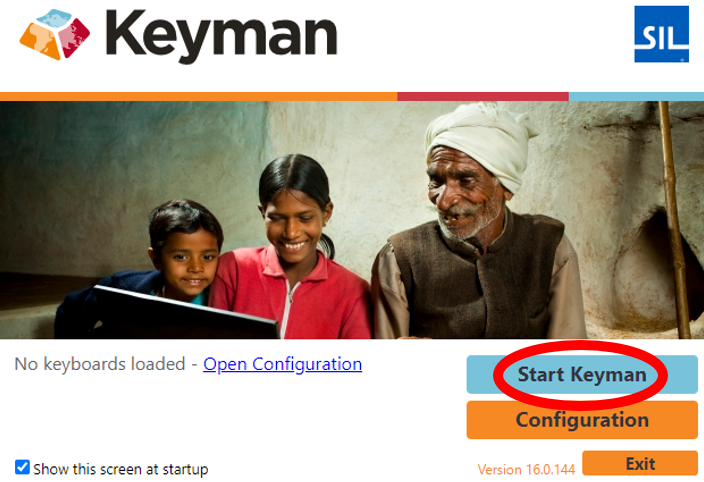 Keyman
SIL
No keyboards loaded - Open Configuration
Start Keyman
Configuration
Show this screen at startup
Version 16.0.144
Exit